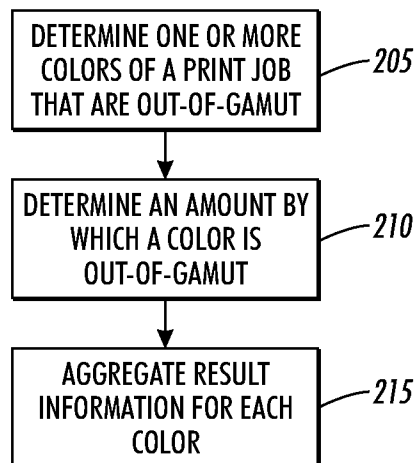 DETERMINE ONE OR MORE
COLORS OF A PRINT JOB
THAT ARE OUT-OF-GAMUT
205
DETERMINE AN AMOUNT BY
WHICH A COLOR IS
OUT-OF-GAMUT
210
AGGREGATE RESULT
INFORMATION FOR EACH
COLOR
215